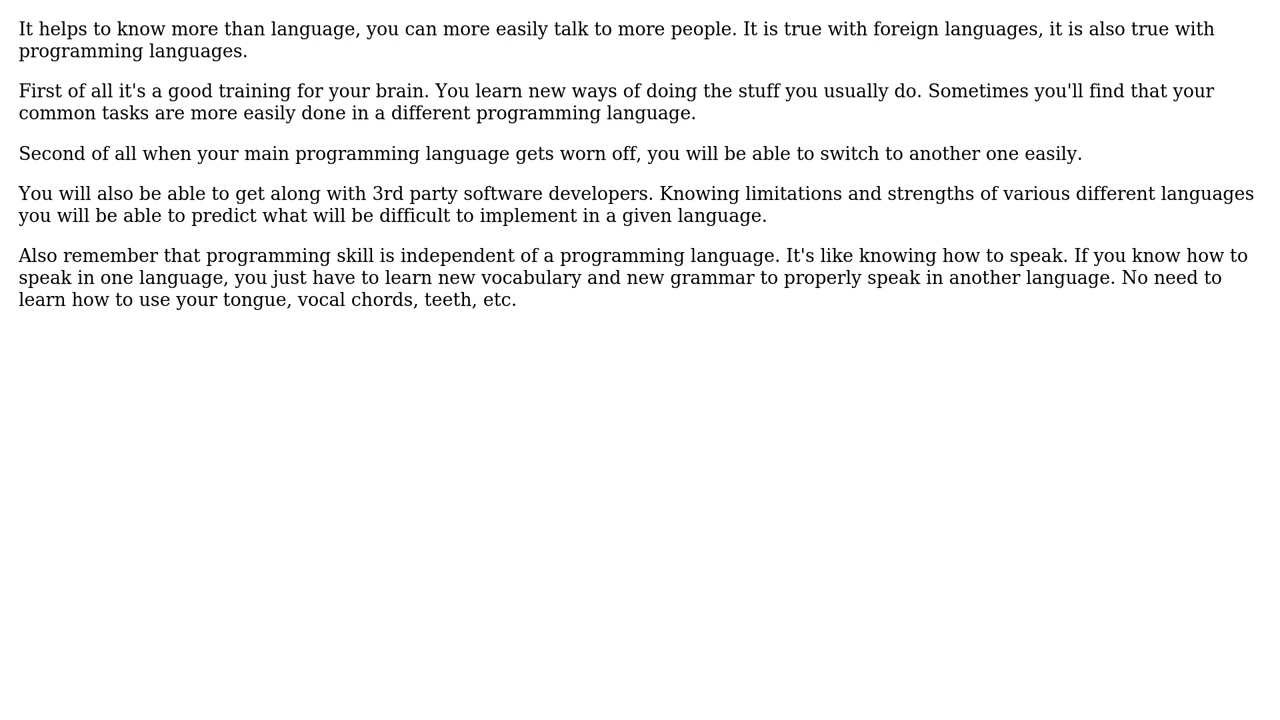 It helps to know more than language, you can more easily talk to more people. It is true with foreign languages, it is also true with
programming languages.
First of all it's a good training for your brain. You learn new ways of doing the stuff you usually do. Sometimes you'll find that your
common tasks are more easily done in a different programming language.
Second of all when your main programming language gets worn off, you will be able to switch to another one easily.
You will also be able to get along with 3rd party software developers. Knowing limitations and strengths of various different languages
you will be able to predict what will be difficult to implement in a given language.
Also remember that programming skill is independent of a programming language. It's like knowing how to speak. If you know how to
speak in one language, you just have to learn new vocabulary and new grammar to properly speak in another language. No need to
learn how to use your tongue, vocal chords, teeth, etc.